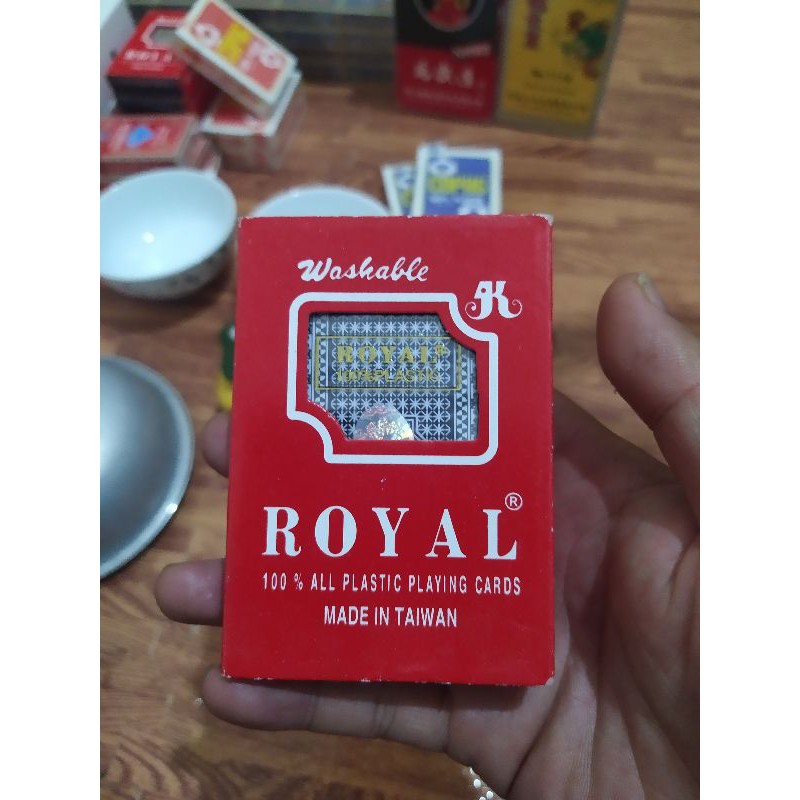 Washable
K
ROYAL®
100% PLASTIC
ROYAL®
100 % ALL PLASTIC PLAYING CARDS
MADE IN TAIWAN